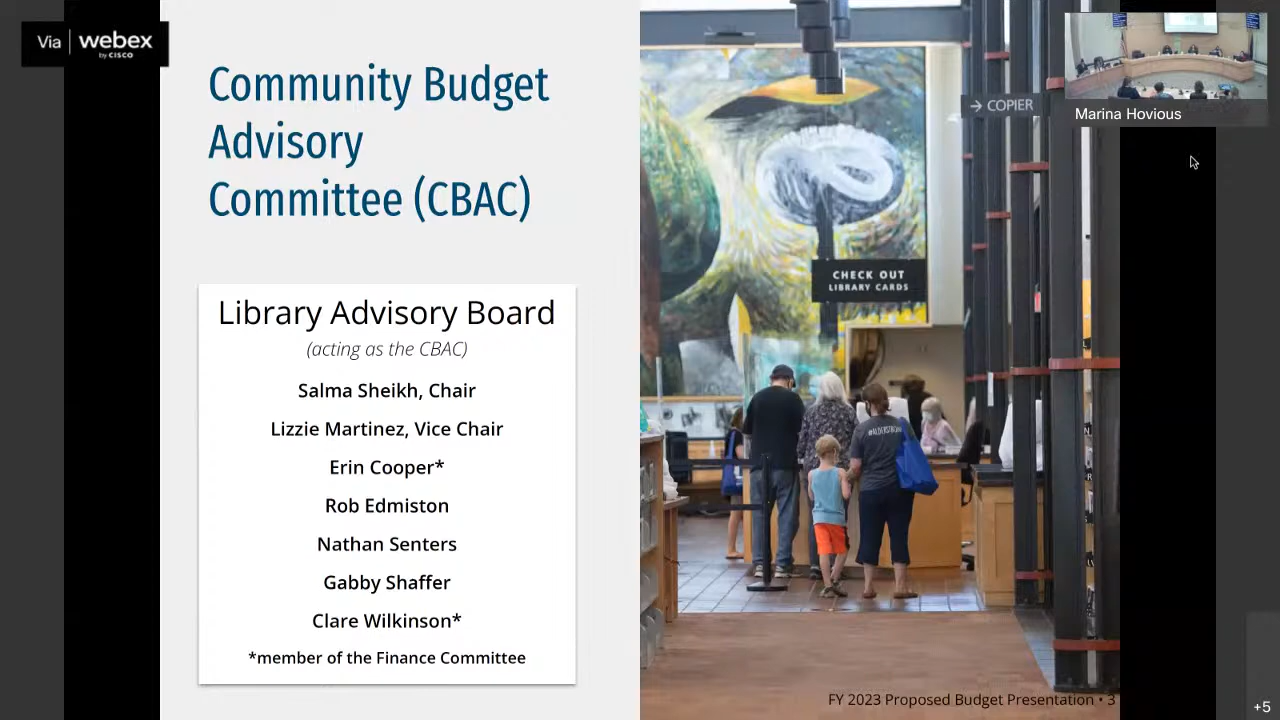 Via webex
by CISCO
Community Budget
Advisory
Committee (CBAC)
Library Advisory Board
(acting as the CBAC)
Salma Sheikh, Chair
Lizzie Martinez, Vice Chair
Erin Cooper*
Rob Edmiston
Nathan Senters
Gabby Shaffer
Clare Wilkinson*
*member of the Finance Committee
→ COPIER
CHECK OUT
LIBRARY CARDS
#ALDERSTRONG
Marina Hovious
FY 2023 Proposed Budget Presentation • 3
+5